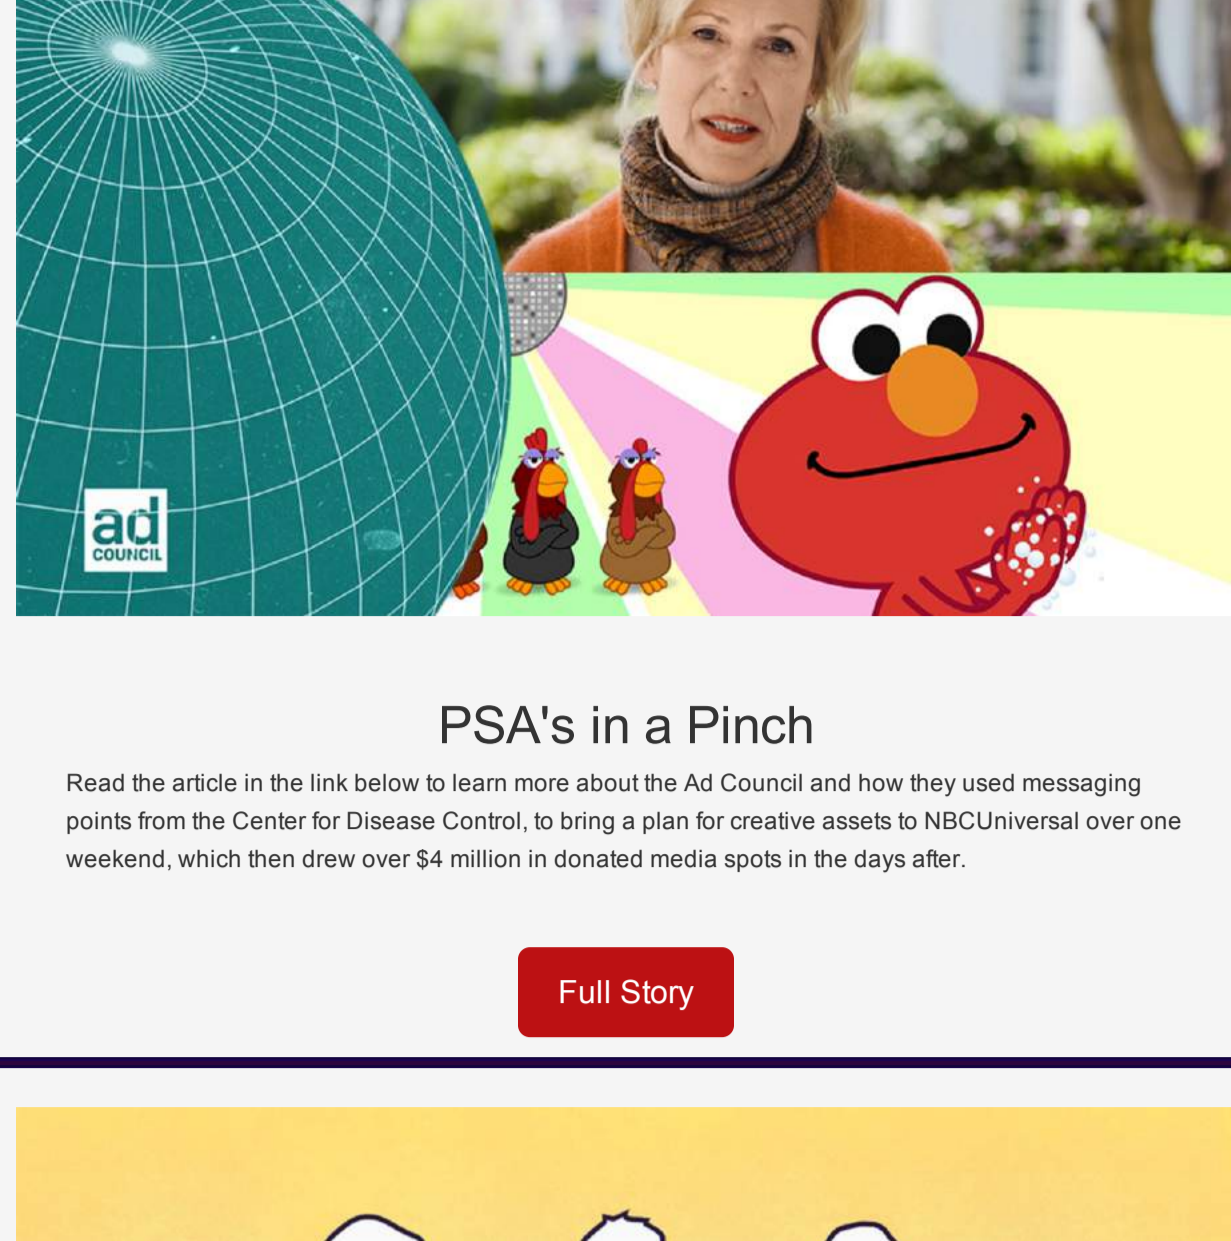 ad
COUNCIL
PSA's in a Pinch
Read the article in the link below to learn more about the Ad Council and how they used messaging
points from the Center for Disease Control, to bring a plan for creative assets to NBCUniversal over one
weekend, which then drew over $4 million in donated media spots in the days after.
Full Story